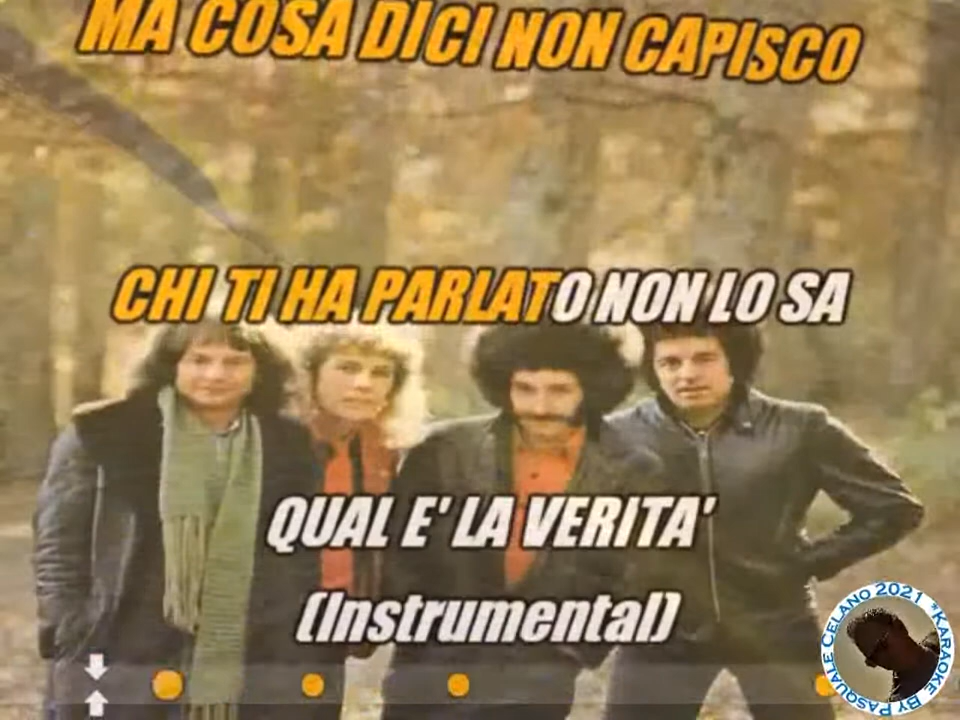 MA COSA DICI NON CAPISCO
CHI TI HA PARLATO NON LO SA
QUAL E' LA VERITA'
(Instrumental)
*KARAOKE BY PASQUALE CELANO 2021